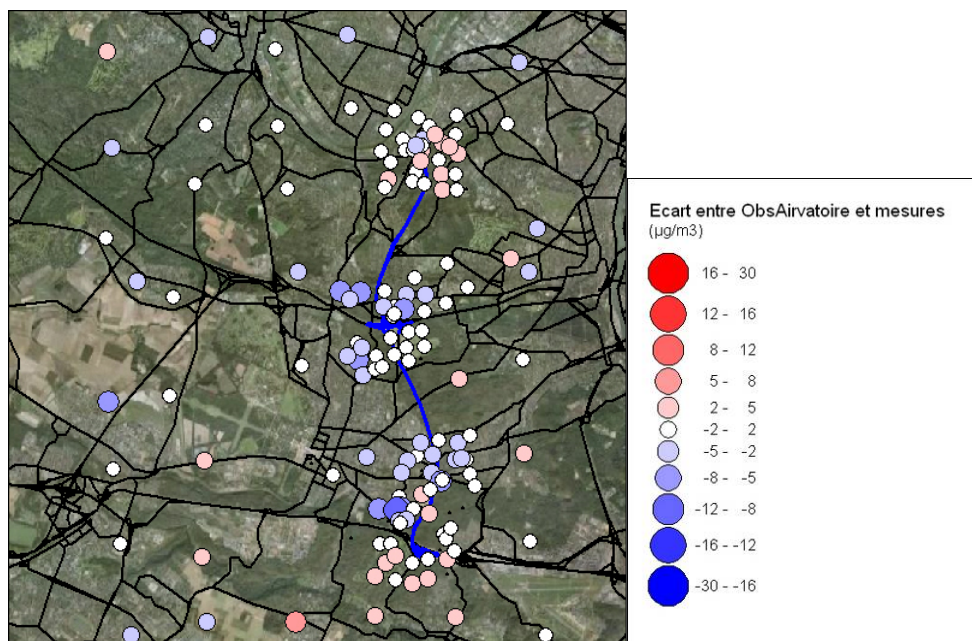 Ecart entre ObsAirvatoire et mesures
(µg/m3)
16 - 30
12 - 16
8 - 12
5 - 8
2 - 5
-2 - 2
-5 - -2
-8 - -5
-12 - -8
-16 - -12
-30 - -16